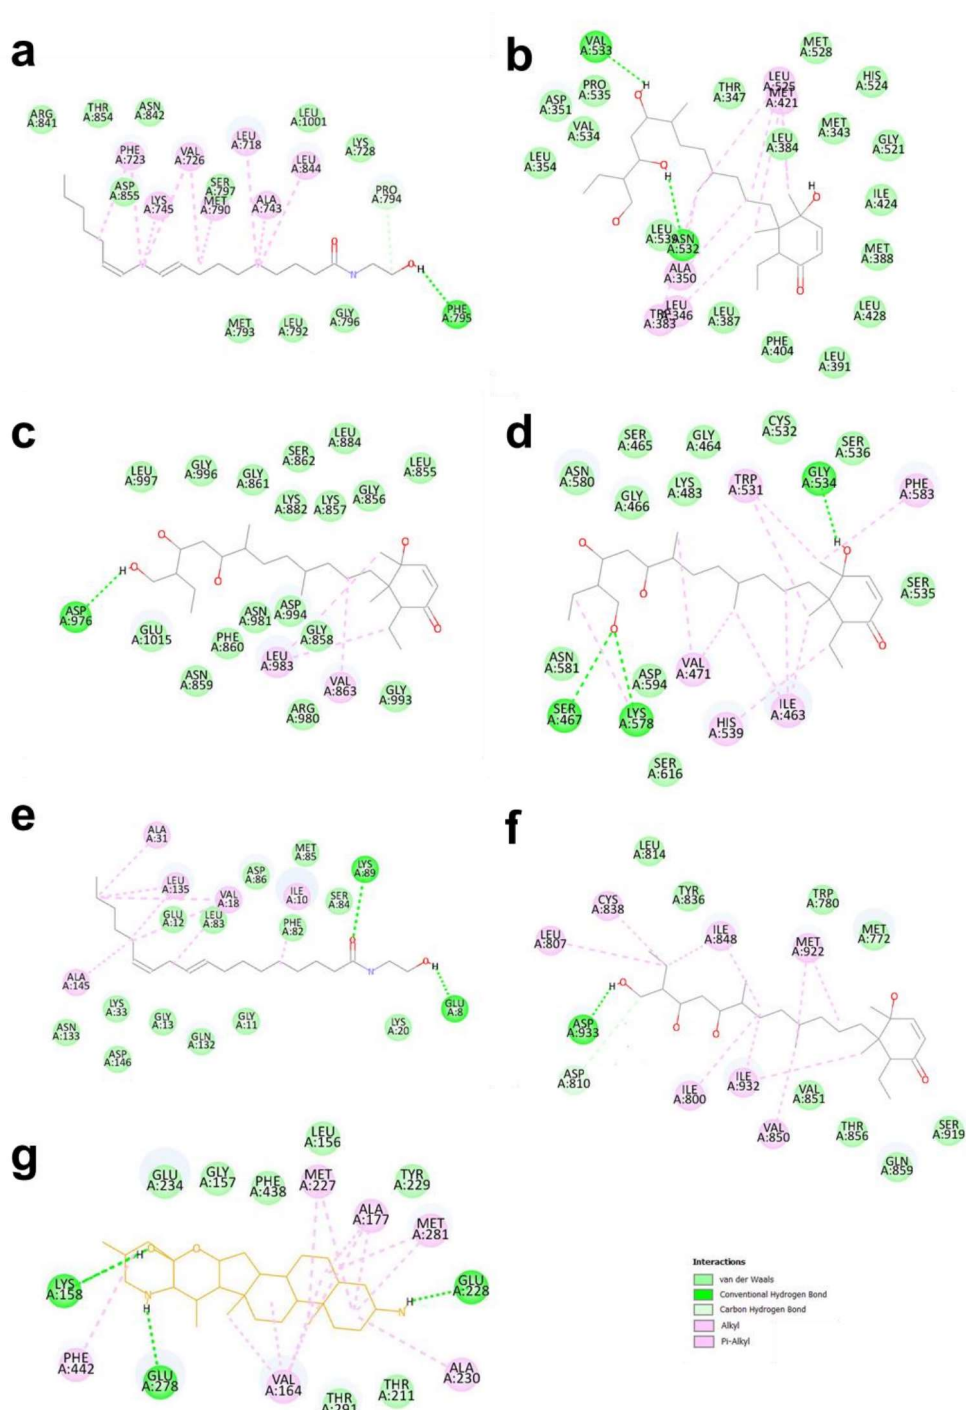 a
ARG
A:841
THR
A:854
ASN
A:842
PHE
A:723
VAL
A:726
LEU
A:718
LEU
A:1001
LYS
A:728
LEU
A:844
ASP
A:855
LYS
A:745
SER
A:797
MET
A:790
ALA
A:743
PRO
A:794
O
N
O
H
PHE
A:795
MET
A:793
LEU
A:792
GLY
A:796
b
VAL
A:533
MET
A:528
H
O
PRO
A:535
ASP
A:351
VAL
A:534
LEU
A:354
THR
A:347
LEU
A:525
MET
A:421
HIS
A:524
LEU
A:384
MET
A:343
GLY
A:521
O
H
H
O
ILE
A:424
O
LEU
A:539
ASN
A:532
ALA
A:350
MET
A:388
O
LEU
A:346
A:383
LEU
A:387
LEU
A:428
PHE
A:404
LEU
A:391
c
LEU
A:997
GLY
A:996
GLY
A:861
SER
A:862
LEU
A:884
LEU
A:855
LYS
A:882
LYS
A:857
GLY
A:856
O
O
H
O
O
O
ASP
A:976
GLU
A:1015
PHE
A:860
ASN
A:981
ASP
A:994
GLY
A:858
LEU
A:983
ASN
A:859
VAL
A:863
GLY
A:993
ARG
A:980
d
SER
A:465
GLY
A:464
CYS
A:532
SER
A:536
ASN
A:580
GLY
A:466
LYS
A:483
TRP
A:531
GLY
A:534
PHE
A:583
O
H
O
O
O
O
SER
A:535
ASN
A:581
ASP
A:594
VAL
A:471
SER
A:467
LYS
A:578
HIS
A:539
ILE
A:463
SER
A:616
e
ALA
A:31
MET
A:85
LYS
A:89
LEU
A:135
ASP
A:86
VAL
A:18
ILE
A:10
SER
A:84
GLU
A:12
LEU
A:83
PHE
A:82
O
N
O
H
ALA
A:145
GLU
A:8
LYS
A:33
GLY
A:13
GLN
A:132
GLY
A:11
LYS
A:20
ASN
A:133
ASP
A:146
f
LEU
A:814
CYS
A:838
TYR
A:836
TRP
A:780
LEU
A:807
ILE
A:848
MET
A:922
MET
A:772
H
O
O
O
O
O
ASP
A:933
ASP
A:810
ILE
A:800
ILE
A:932
VAL
A:851
VAL
A:850
THR
A:856
SER
A:919
GLN
A:859
g
LEU
A:156
GLU
A:234
GLY
A:157
PHE
A:438
MET
A:227
TYR
A:229
ALA
A:177
MET
A:281
H
O
O
LYS
A:158
N
H
H
N
GLU
A:228
PHE
A:442
GLU
A:278
VAL
A:164
THR
A:291
THR
A:211
ALA
A:230
Interactions
van der Waals
Conventional Hydrogen Bond
Carbon Hydrogen Bond
Alkyl
Pi-Alkyl